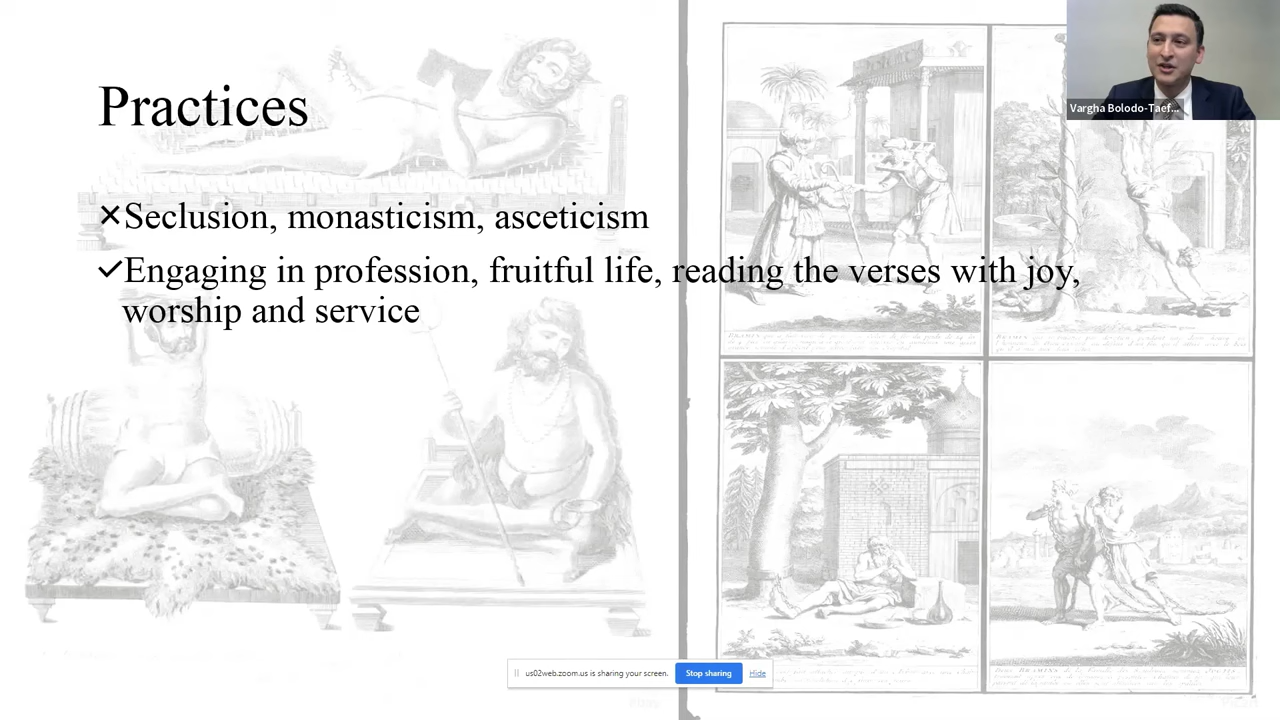 Practices
Vargha Bolodo-Taef...
✕Seclusion, monasticism, asceticism
✓Engaging in profession, fruitful life, reading the verses with joy,
worship and service
us02web.zoom.us is sharing your screen.
Stop sharing
Hide